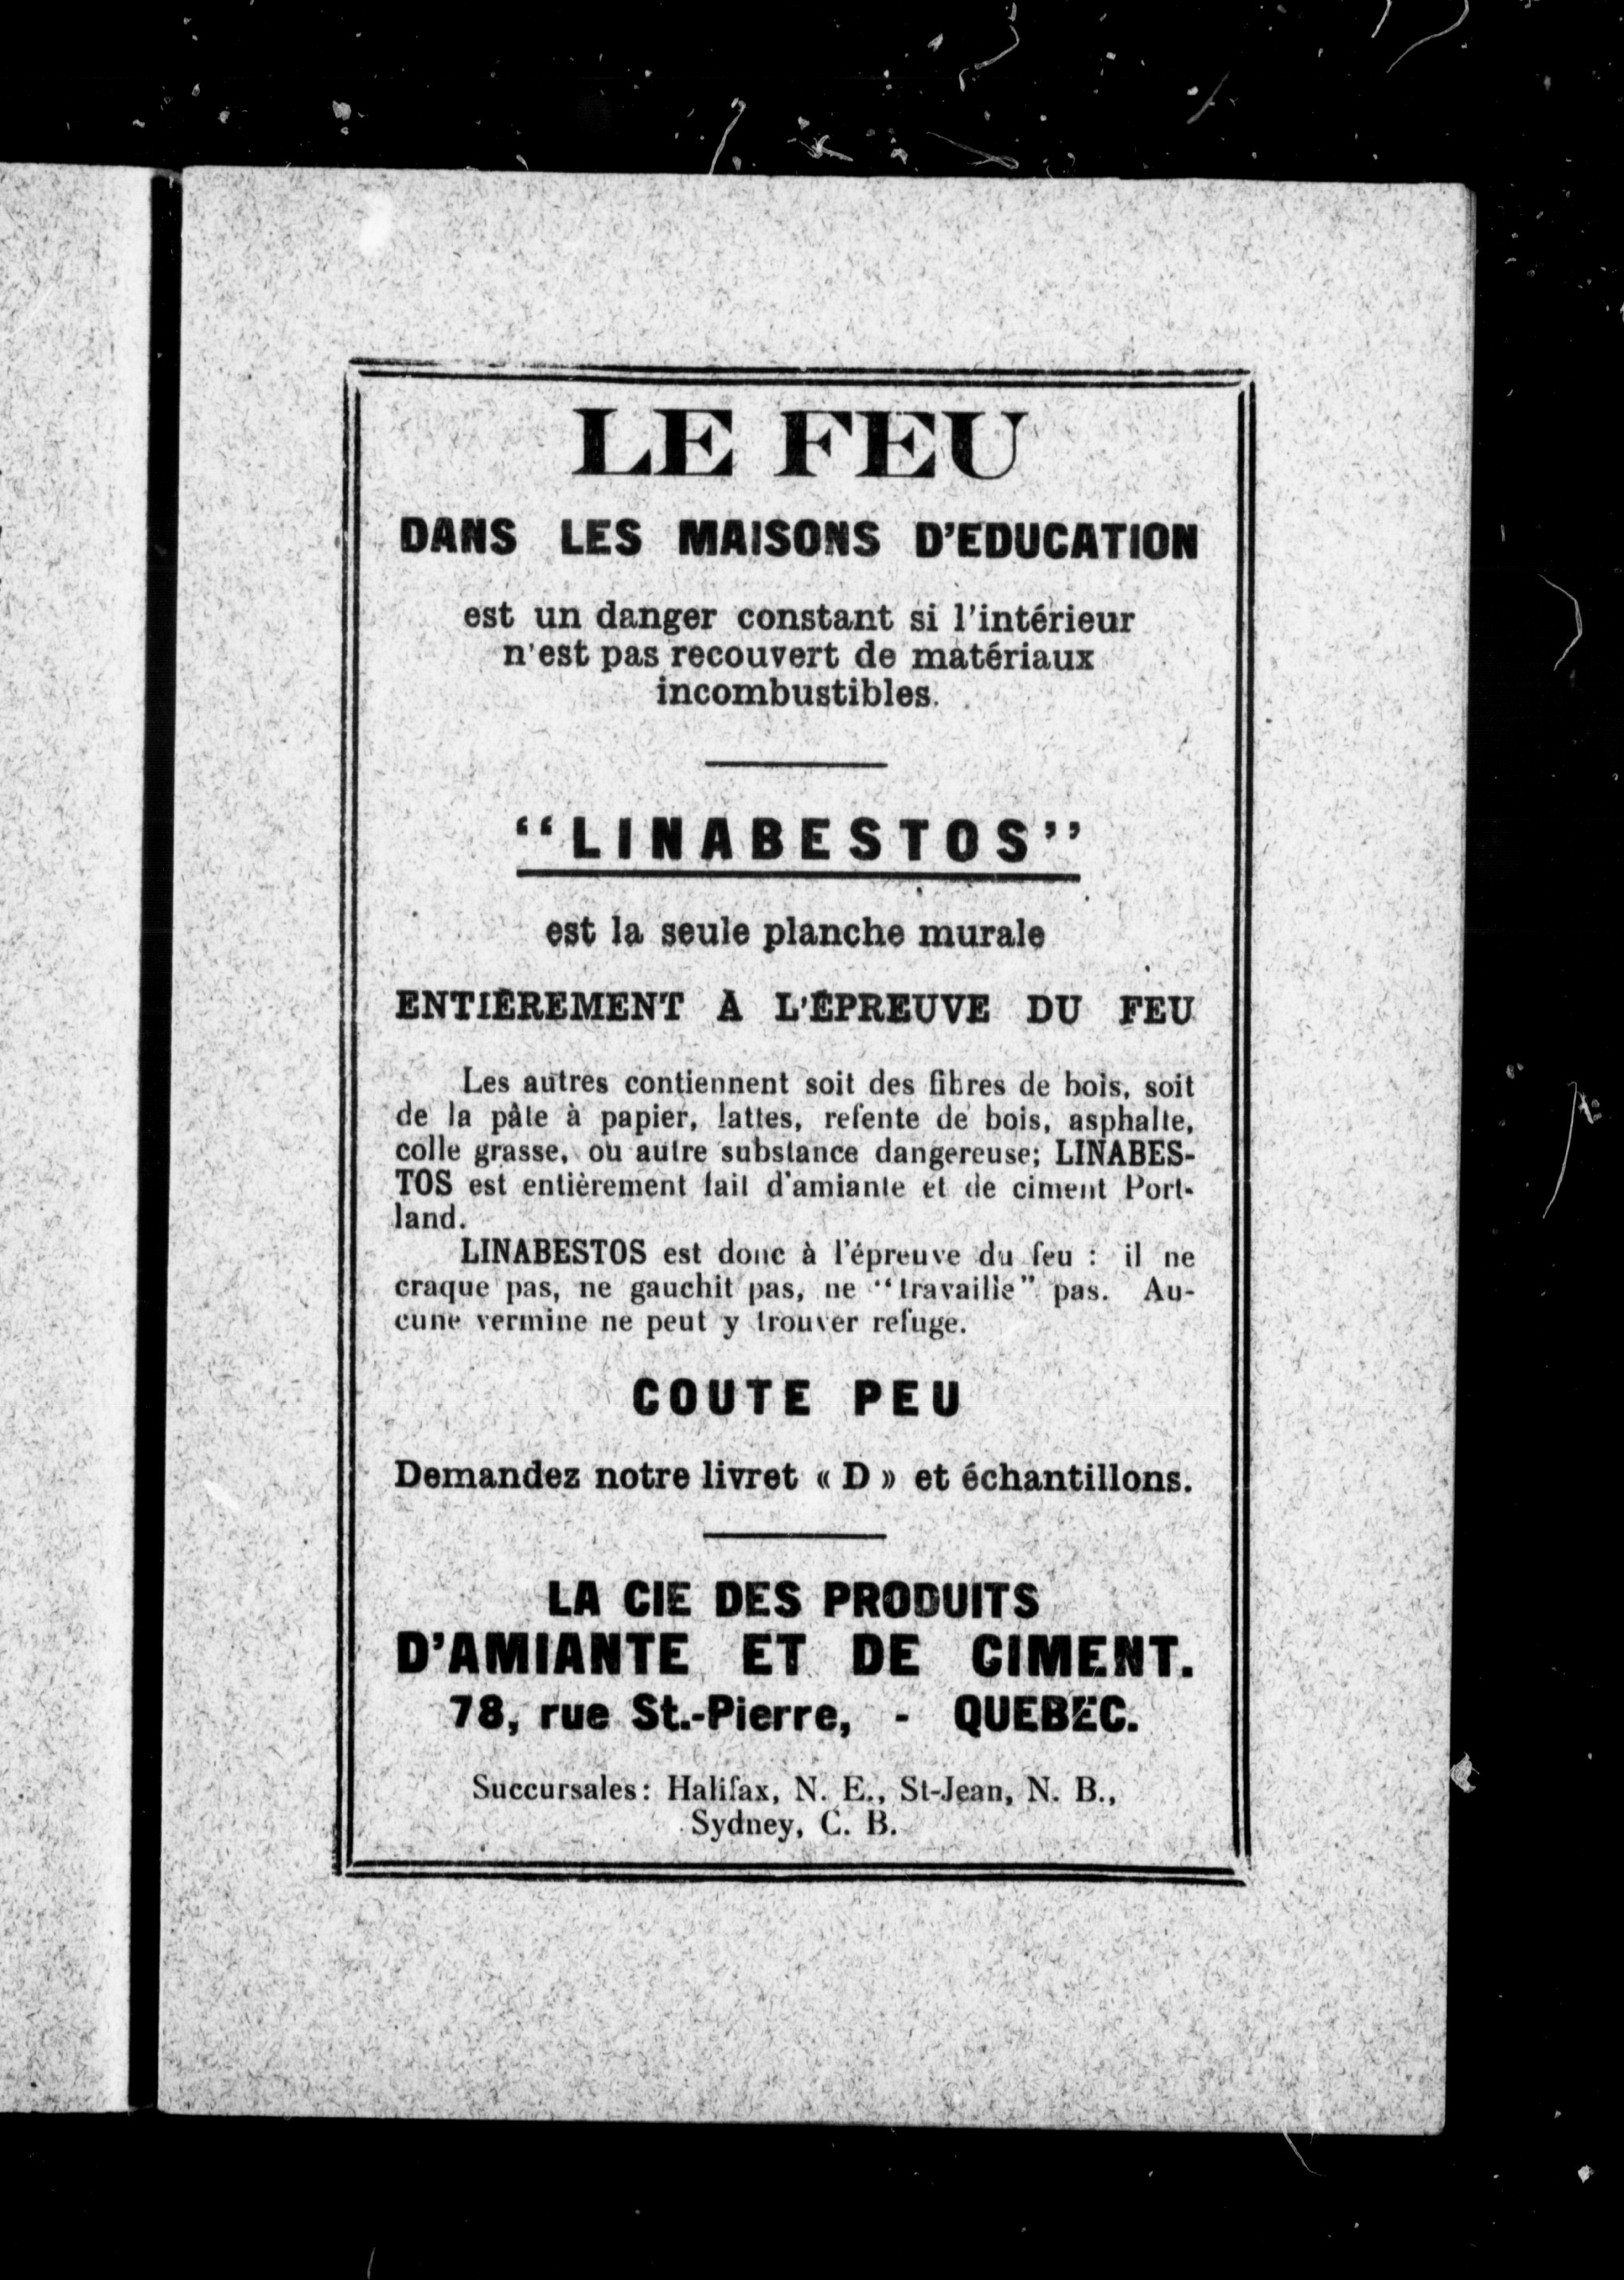 LE FEU
DANS LES MAISONS D'EDUCATION
est un danger constant si l'intérieur
n'est pas recouvert de matériaux
incombustibles.
"LINABESTOS"
est la seule planche murale
ENTIÈREMENT A L'ÉPREUVE DU FEU
Les autres contiennent soit des fibres de bois, soit
de la pâte à papier, lattes, refente de bois, asphalte,
colle grasse, ou autre substance dangereuse; LINABES-
TOS est entièrement fait d'amiante et de ciment Port-
land.
LINABESTOS est donc à l'épreuve du feu : il ne
craque pas, ne gauchit pas, ne "travaille" pas. Au-
cune vermine ne peut y trouver refuge.
COUTE PEU
Demandez notre livret « D » et échantillons.
LA CIE DES PRODUITS
D'AMIANTE ET DE CIMENT.
78, rue St.-Pierre, - QUEBEC.
Succursales: Halifax, N. E., St-Jean, N. B.,
Sydney, C. B.